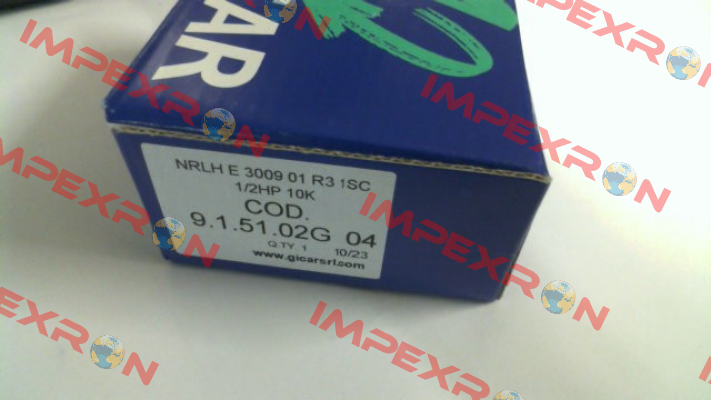 AR
NRLH E 3009 01 R3 1SC
1/2HP 10K
COD.
9.1.51.02G 04
Q.TY. 1 10/23
www.gicarsrl.com
IMPEXRON
IMPEXRON
IMPEXRON
IMPEXRON
IMPEXRON
IMPEXRON
IMPEXRON
IMPEXRON